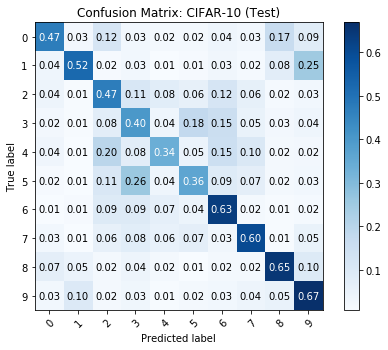 Confusion Matrix: CIFAR-10 (Test)
0 0.47 0.03 0.12 0.03 0.02 0.02 0.04 0.03 0.17 0.09
1 0.04 0.52 0.02 0.03 0.01 0.01 0.03 0.02 0.08 0.25
2 0.04 0.01 0.47 0.11 0.08 0.06 0.12 0.06 0.02 0.03
3 0.02 0.01 0.08 0.40 0.05 0.18 0.15 0.05 0.03 0.04
4 0.04 0.01 0.20 0.08 0.34 0.05 0.15 0.10 0.02 0.02
5 0.02 0.01 0.11 0.26 0.04 0.36 0.09 0.07 0.02 0.03
6 0.01 0.01 0.09 0.09 0.07 0.04 0.63 0.02 0.01 0.02
7 0.03 0.01 0.06 0.08 0.06 0.07 0.03 0.60 0.01 0.05
8 0.07 0.05 0.02 0.04 0.01 0.02 0.02 0.02 0.65 0.10
9 0.03 0.10 0.02 0.03 0.01 0.02 0.03 0.04 0.05 0.67
0 1 2 3 4 5 6 7 8 9
True label
Predicted label
0.6
0.5
0.4
0.3
0.2
0.1